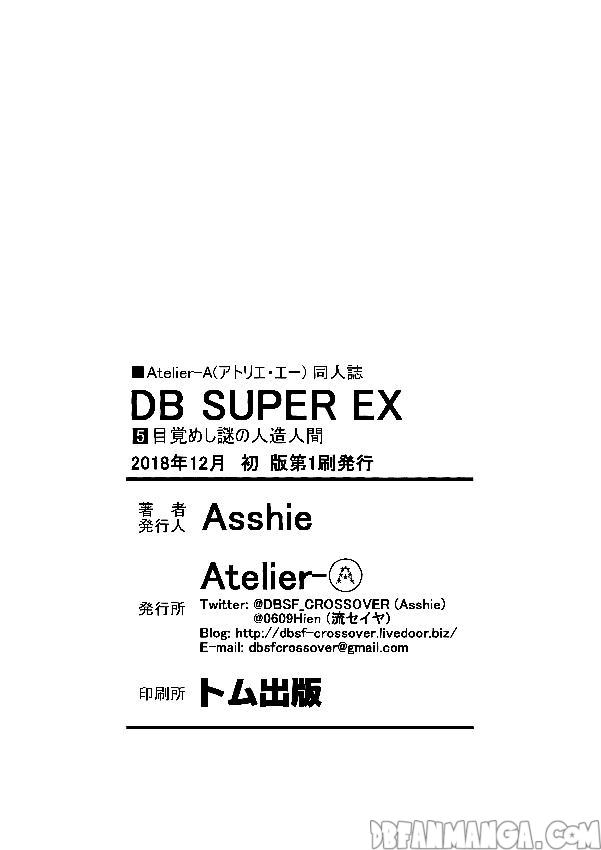 ■Atelier-A(アトリエ・エー) 同人誌
DB SUPER EX
5目覚めし謎の人造人間
2018年12月 初 版第1刷発行
著 者
発行人
Asshie
Atelier-Ⓐ
発行所
Twitter: @DBSF_CROSSOVER (Asshie)
@0609Hien (流セイヤ)
Blog: http://dbsf-crossover.livedoor.biz/
E-mail: dbsfcrossover@gmail.com
印刷所
トム出版
DBFANMANGA.COM